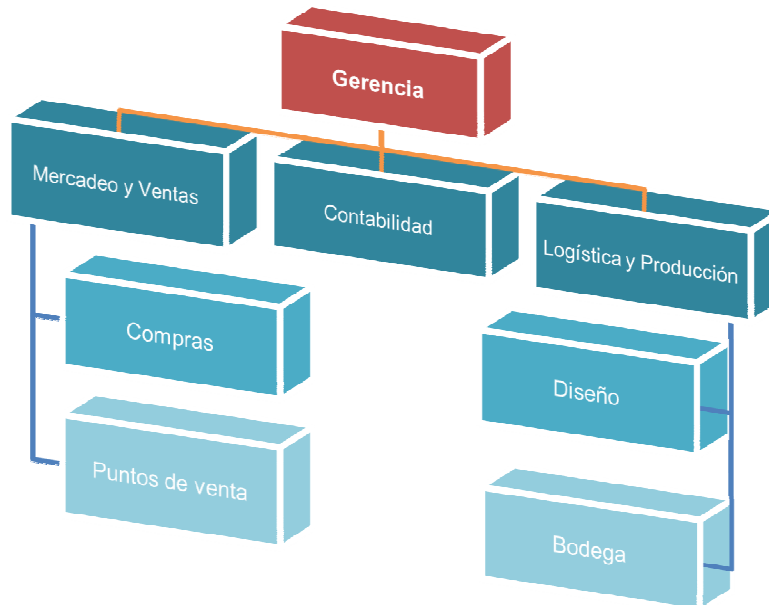 Gerencia
Mercadeo y Ventas
Contabilidad
Logística y Producción
Compras
Diseño
Puntos de venta
Bodega